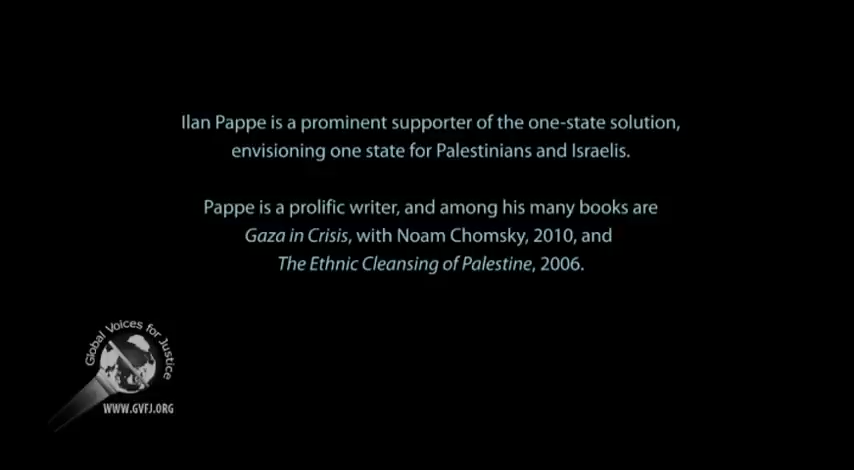 Ilan Pappe is a prominent supporter of the one-state solution,
envisioning one state for Palestinians and Israelis.
Pappe is a prolific writer, and among his many books are
Gaza in Crisis, with Noam Chomsky, 2010, and
The Ethnic Cleansing of Palestine, 2006.
Global Voices for Justice
WWW.GVFJ.ORG